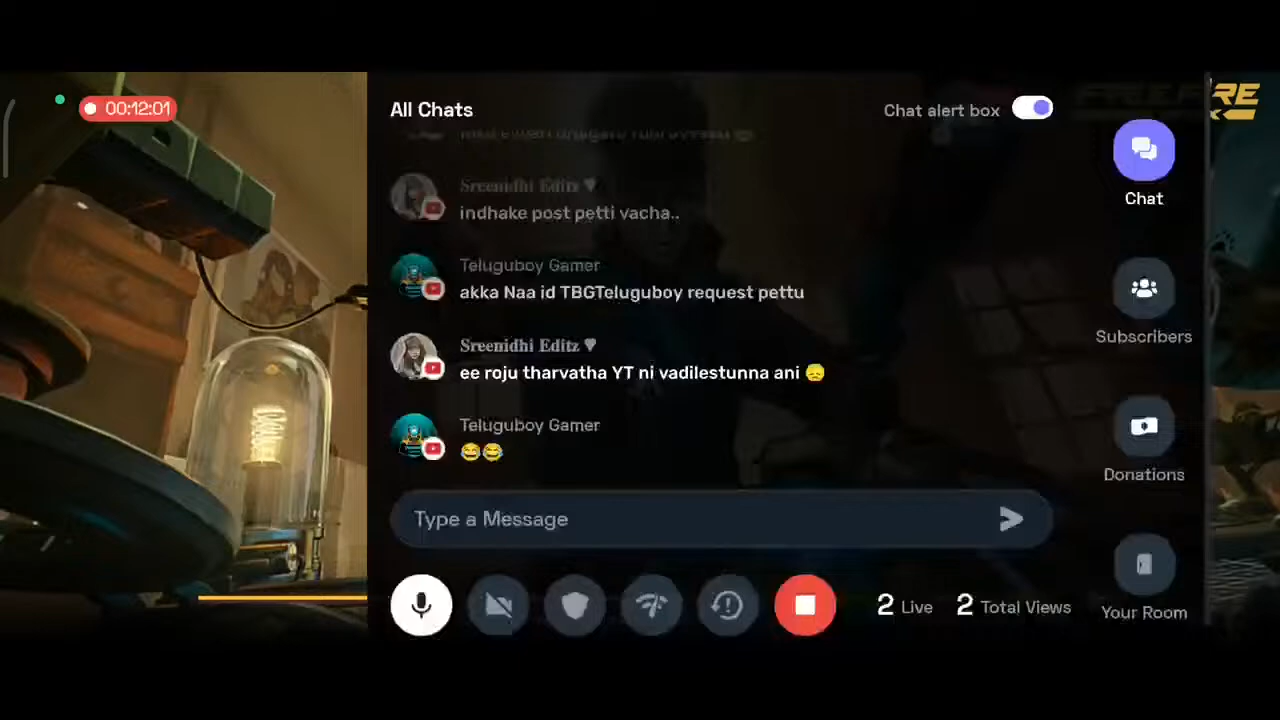 00:12:01
All Chats
Chat alert box
RE
Sreenidhi Editz ♥
indhake post petti vacha..
Chat
Teluguboy Gamer
akka Naa id TBGTeluguboy request pettu
Subscribers
Sreenidhi Editz ♥
ee roju tharvatha YT ni vadilestunna ani 😞
Teluguboy Gamer
😂😂
Donations
Type a Message
2 Live 2 Total Views
Your Room